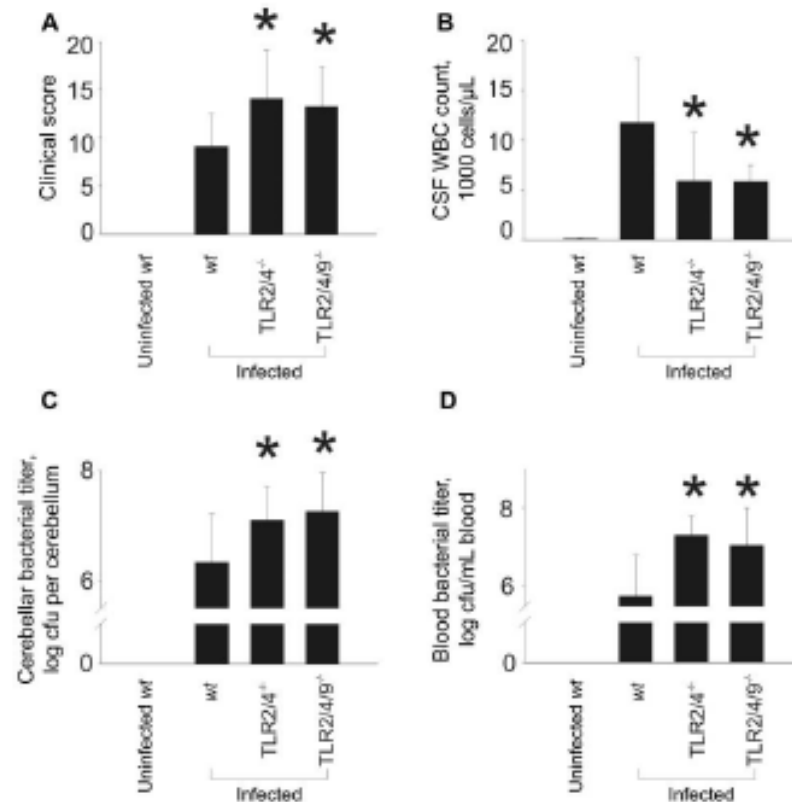 A
Clinical score
20
15
10
5
0
*
*
Uninfected wt
wt
TLR2/4-/-
TLR2/4/9-/-
Infected
B
CSF WBC count,
1000 cells/µL
20
15
10
5
0
*
*
Uninfected wt
wt
TLR2/4-/-
TLR2/4/9-/-
Infected
C
Cerebellar bacterial titer,
log cfu per cerebellum
8
6
0
*
*
Uninfected wt
wt
TLR2/4-/-
TLR2/4/9-/-
Infected
D
Blood bacterial titer,
log cfu/mL blood
8
6
0
*
*
Uninfected wt
wt
TLR2/4-/-
TLR2/4/9-/-
Infected